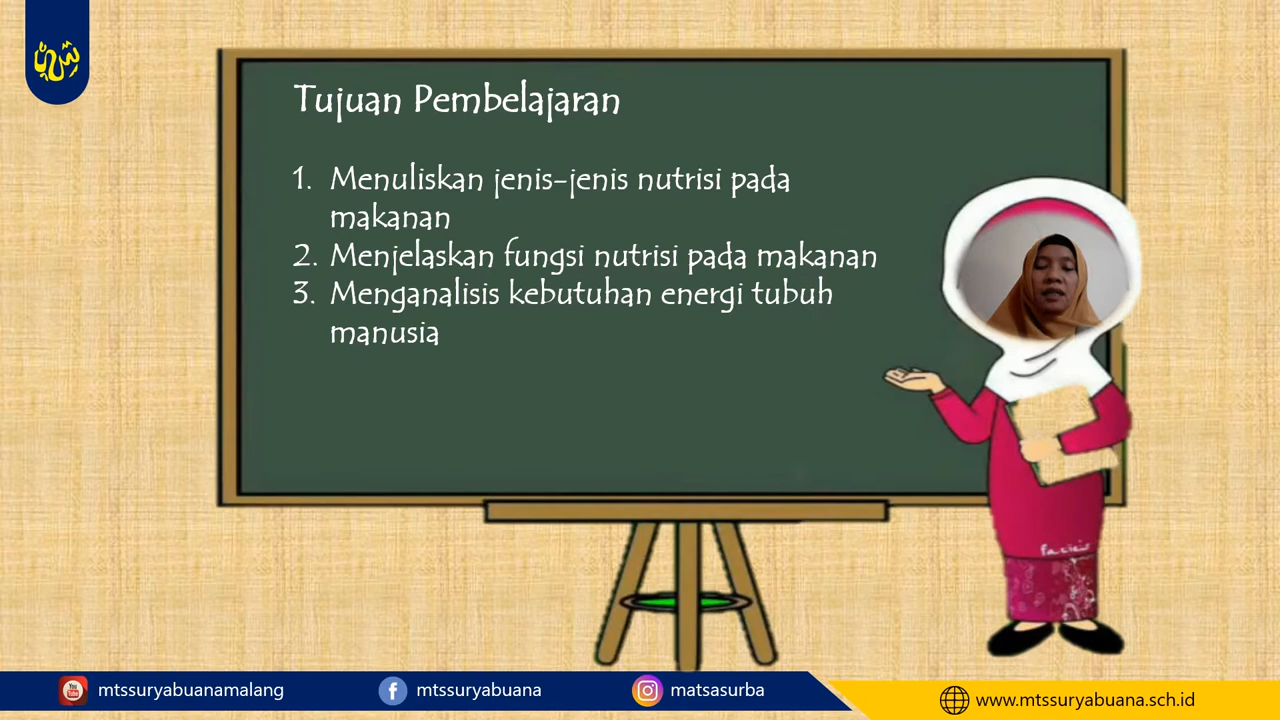 Tujuan Pembelajaran
1. Menuliskan jenis-jenis nutrisi pada
makanan
2. Menjelaskan fungsi nutrisi pada makanan
3. Menganalisis kebutuhan energi tubuh
manusia
mtssuryabuanamalang
mtssuryabuana
matsasurba
www.mtssuryabuana.sch.id